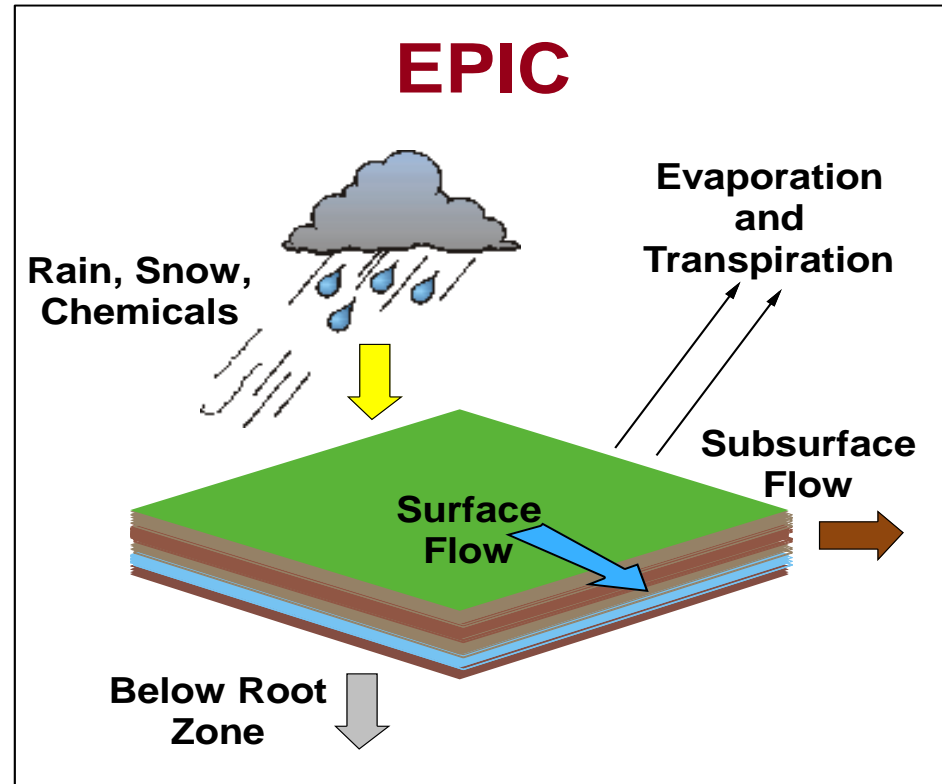 EPIC
Evaporation
and
Transpiration
Rain, Snow,
Chemicals
Subsurface
Flow
Surface
Flow
Below Root
Zone